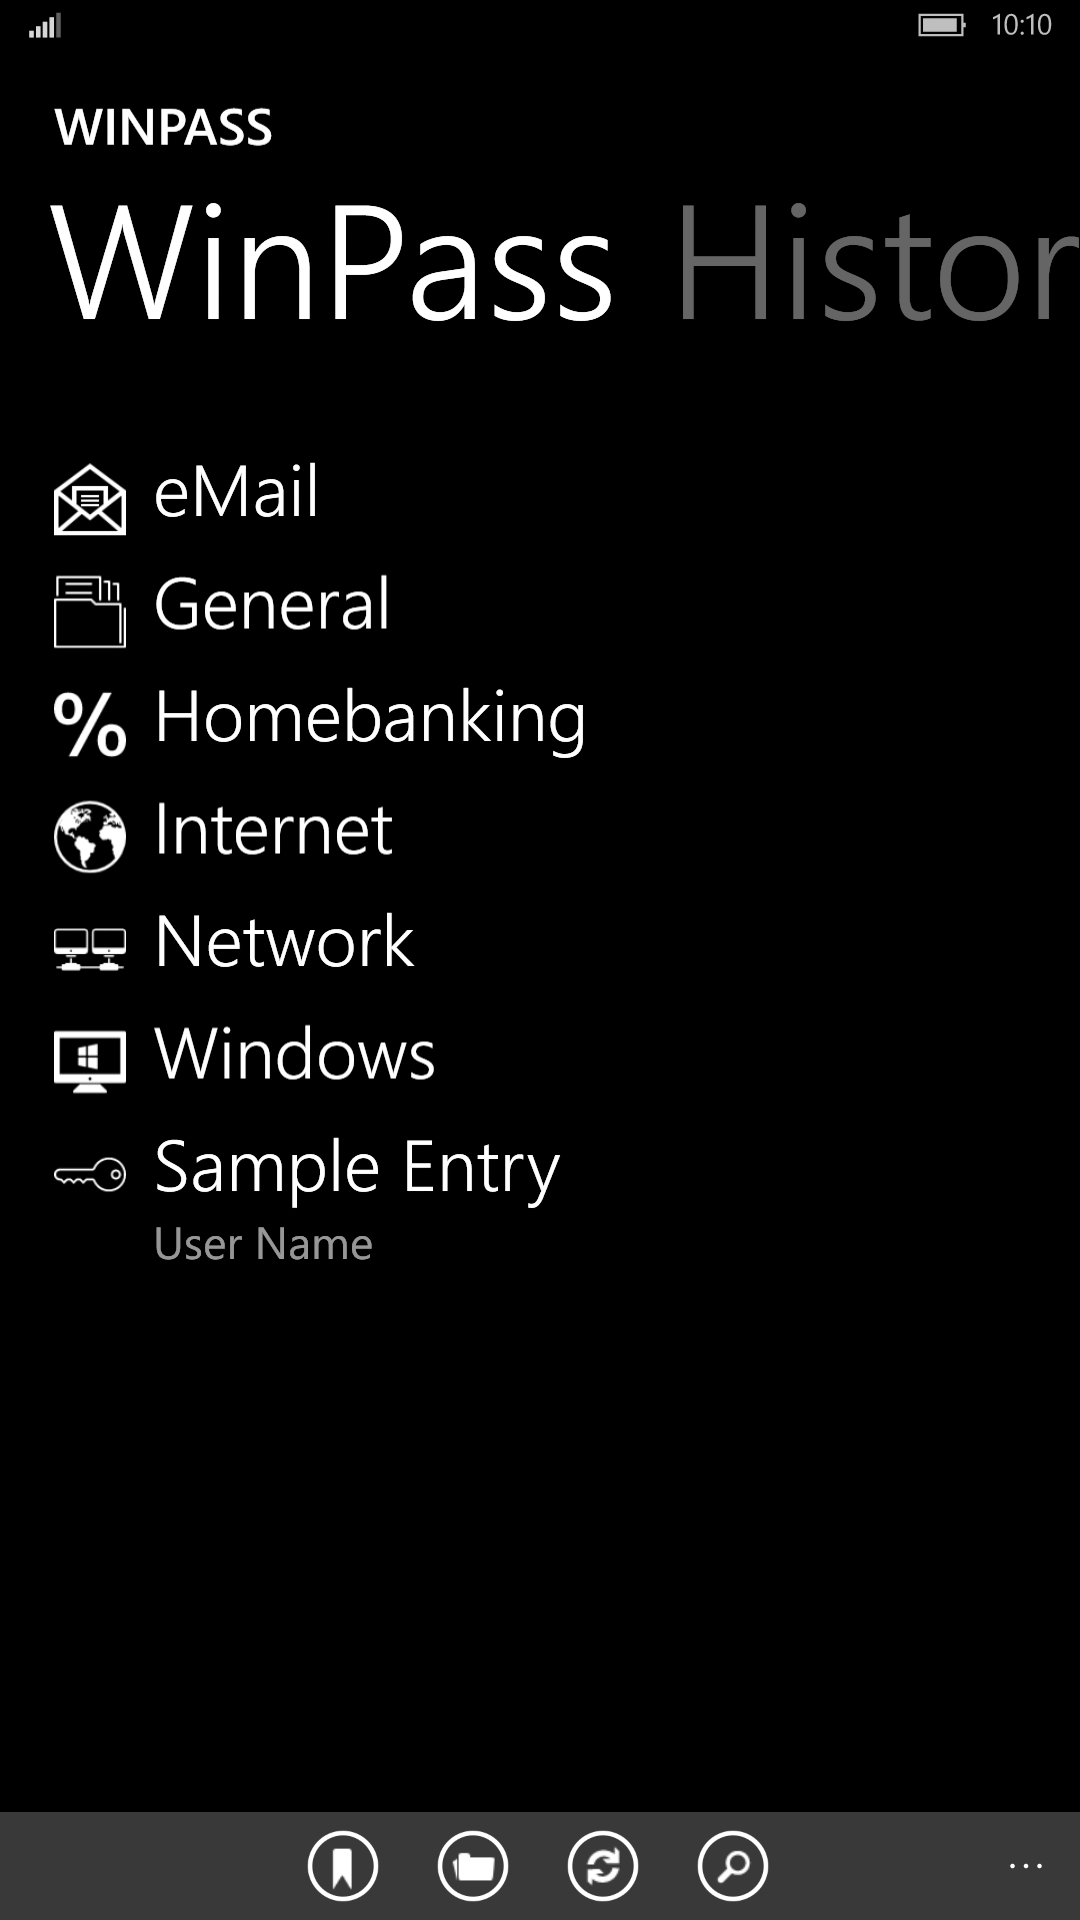 10:10
WINPASS
WinPass Histor
eMail
General
% Homebanking
Internet
Network
Windows
Sample Entry
User Name
...